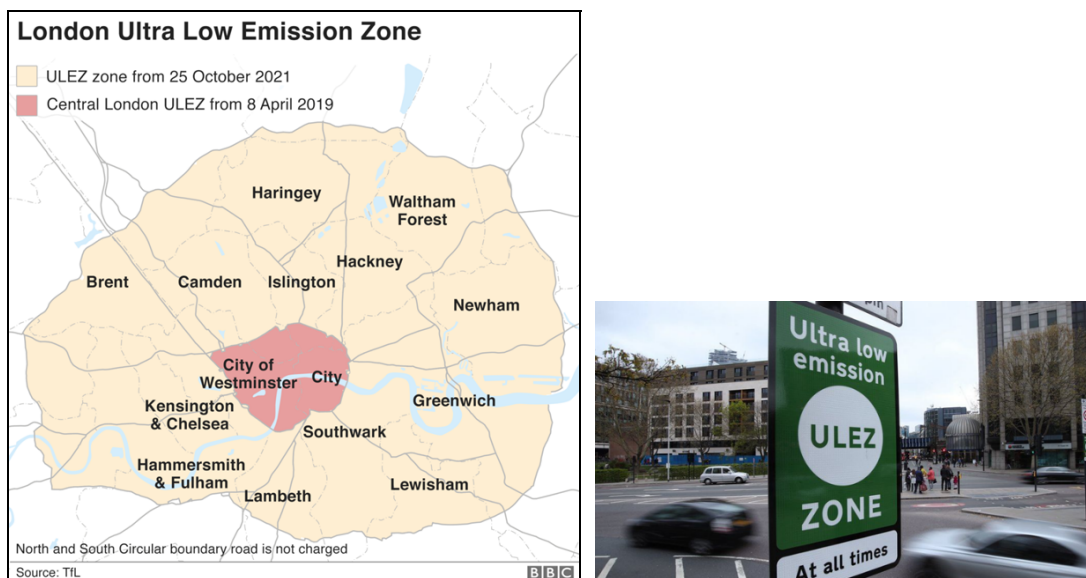 London Ultra Low Emission Zone
ULEZ zone from 25 October 2021
Central London ULEZ from 8 April 2019
Haringey
Waltham
Forest
Hackney
Brent
Camden
Islington
Newham
City of
Westminster
City
Kensington
& Chelsea
Greenwich
Southwark
Hammersmith
& Fulham
Lambeth
Lewisham
North and South Circular boundary road is not charged
Source: TfL
BBC
Ultra low
emission
ULEZ
ZONE
At all times